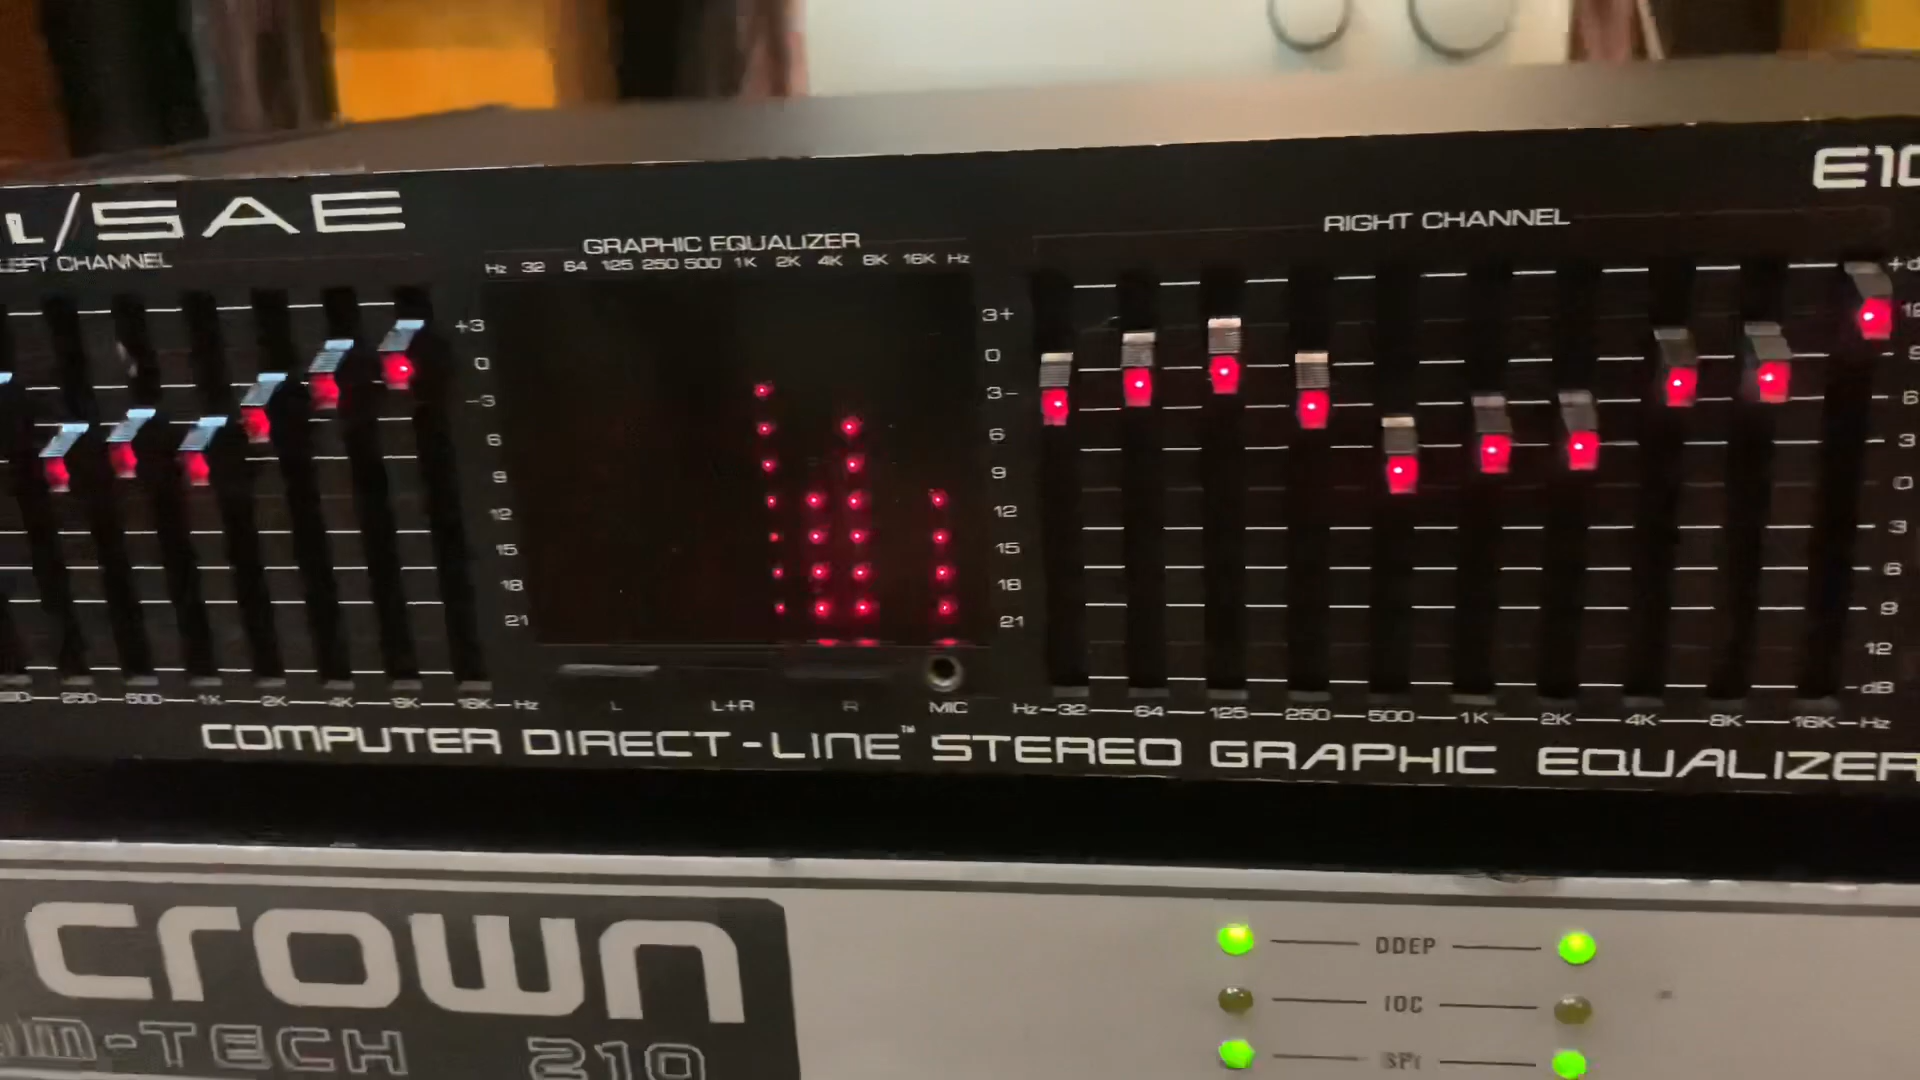 /SAE
E10
LEFT CHANNEL
GRAPHIC EQUALIZER
RIGHT CHANNEL
Hz 32 64 125 250 500 1K 2K 4K 8K 16K Hz
+3
0
-3
6
9
12
15
18
21
3+
0
3-
6
9
12
15
18
21
+d
12
9
6
3
0
3
6
9
12
-dB
250 500 1K 2K 4K 8K 16K Hz
L L+R R MIC
Hz 32 64 125 250 500 1K 2K 4K 8K 16K Hz
COMPUTER DIRECT-LINE™ STEREO GRAPHIC EQUALIZER
crown
M-TECH 210
ODEP
IOC
SPI